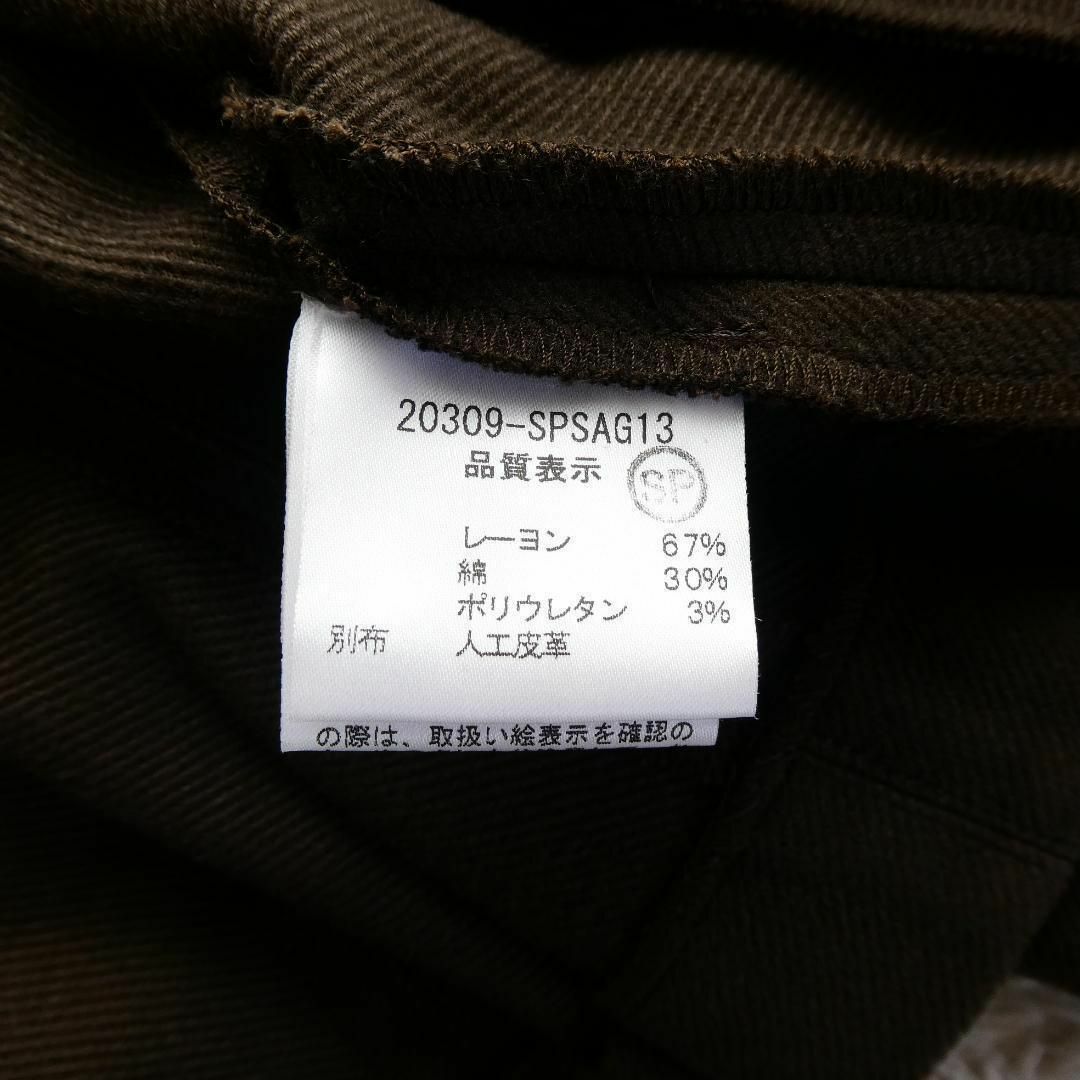 20309-SPSAG13
品質表示 SP
レーヨン 67%
綿 30%
ポリウレタン 3%
別布 人工皮革
の際は、取扱い絵表示を確認の